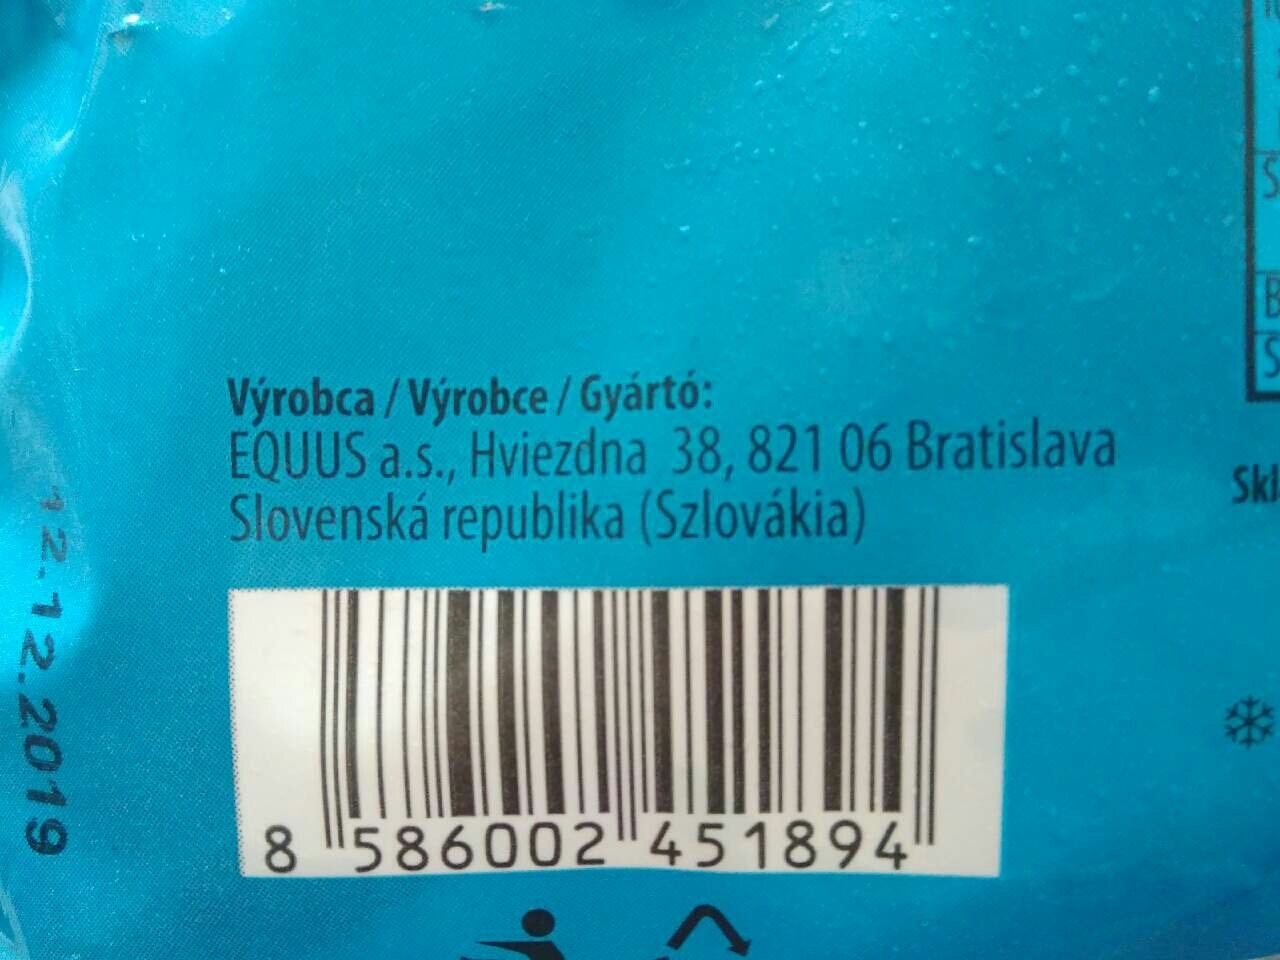 Výrobca / Výrobce / Gyártó:
EQUUS a.s., Hviezdna 38, 821 06 Bratislava
Slovenská republika (Szlovákia)
12.12.2019
8 586002 451894